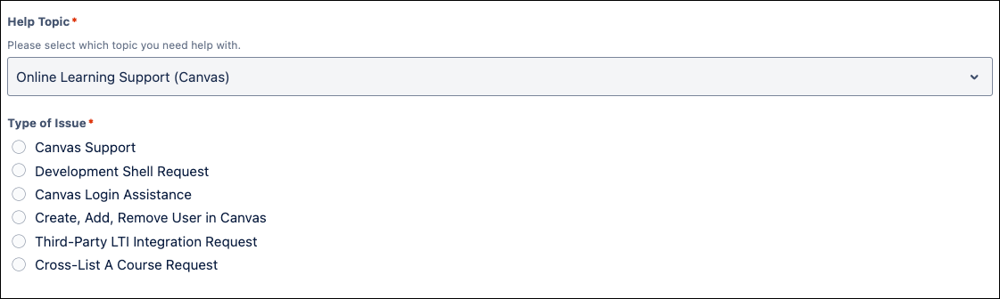 Help Topic*
Please select which topic you need help with.
Online Learning Support (Canvas)
Type of Issue*
Canvas Support
Development Shell Request
Canvas Login Assistance
Create, Add, Remove User in Canvas
Third-Party LTI Integration Request
Cross-List A Course Request